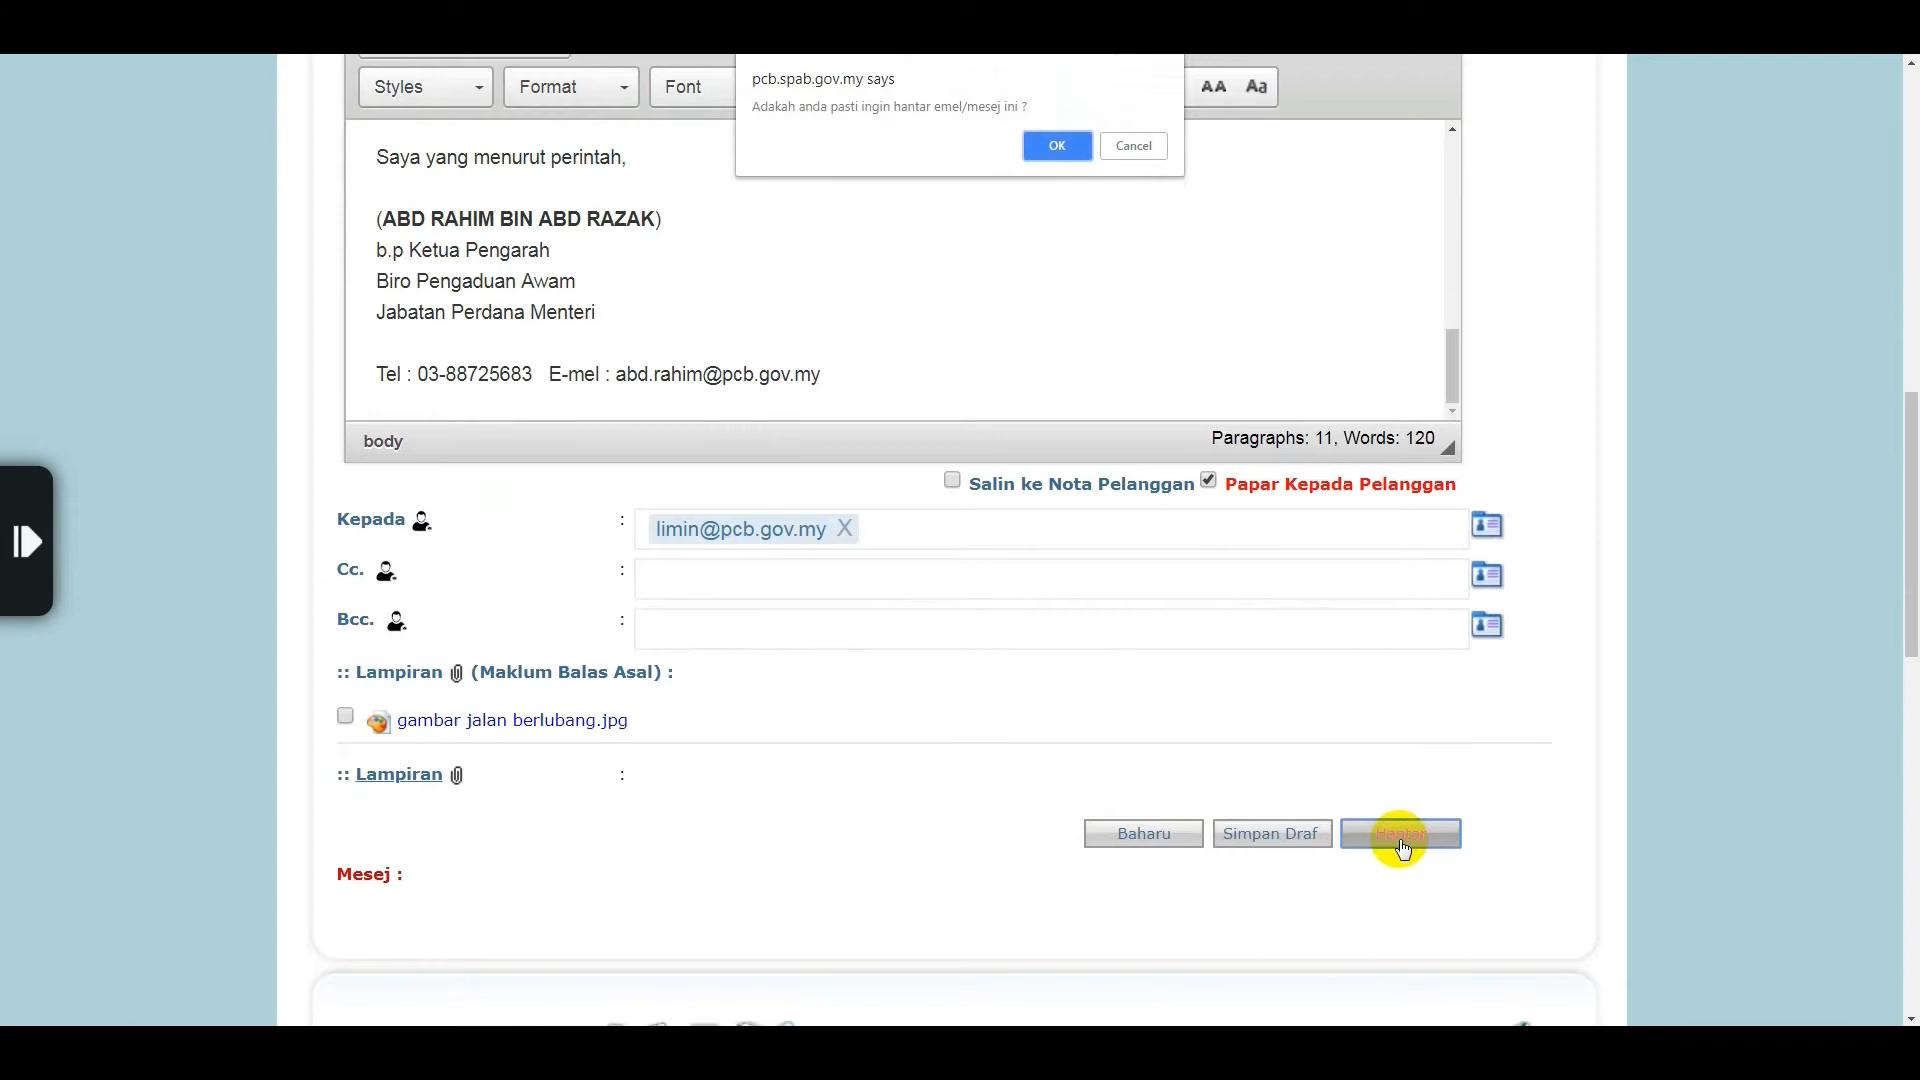 pcb.spab.gov.my says
Adakah anda pasti ingin hantar emel/mesej ini ?
OK Cancel
Styles Format Font AA Aa
Saya yang menurut perintah,
(ABD RAHIM BIN ABD RAZAK)
b.p Ketua Pengarah
Biro Pengaduan Awam
Jabatan Perdana Menteri
Tel : 03-88725683 E-mel : abd.rahim@pcb.gov.my
body Paragraphs: 11, Words: 120
Salin ke Nota Pelanggan Papar Kepada Pelanggan
Kepada : limin@pcb.gov.my X
Cc. :
Bcc. :
:: Lampiran (Maklum Balas Asal) :
gambar jalan berlubang.jpg
:: Lampiran :
Baharu Simpan Draf Hantar
Mesej :